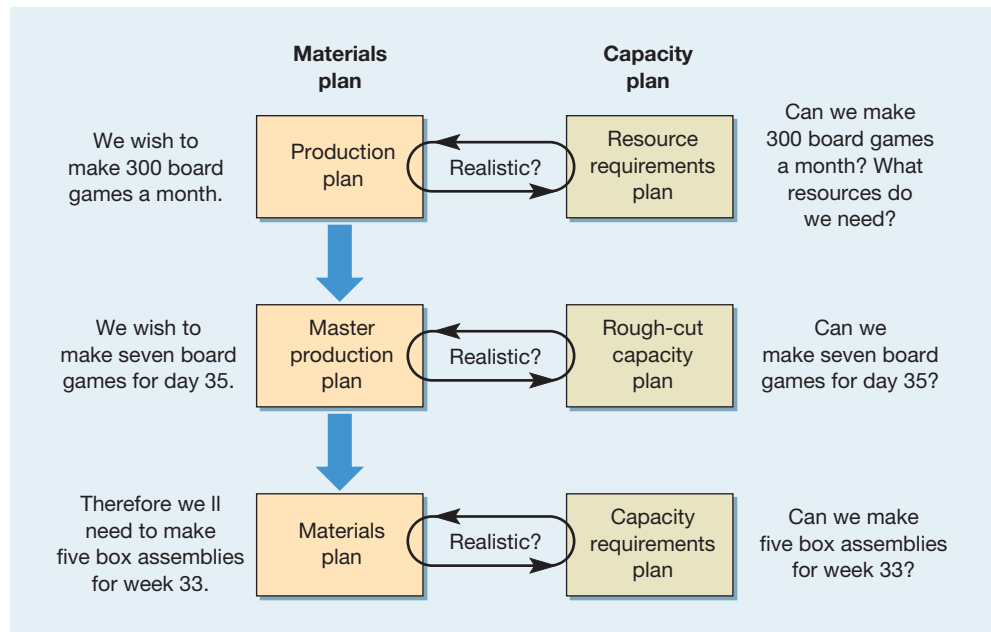 Materials
plan
Capacity
plan
We wish to
make 300 board
games a month.
Production
plan
Realistic?
Resource
requirements
plan
Can we make
300 board games
a month? What
resources do
we need?
We wish to
make seven board
games for day 35.
Master
production
plan
Realistic?
Rough-cut
capacity
plan
Can we
make seven board
games for day 35?
Therefore we ll
need to make
five box assemblies
for week 33.
Materials
plan
Realistic?
Capacity
requirements
plan
Can we make
five box assemblies
for week 33?